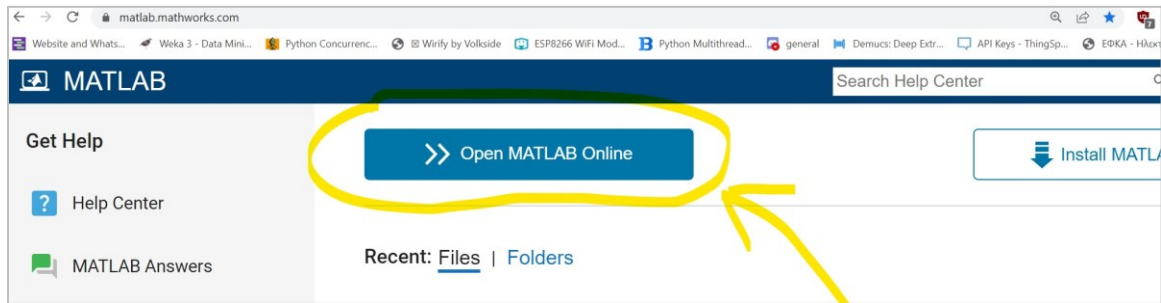 matlab.mathworks.com
Website and Whats... Weka 3 - Data Mini... Python Concurrenc... Wirify by Volkside ESP8266 WiFi Mod... Python Multithread... general Demucs: Deep Extr... API Keys - ThingSp... ΕΦΚΑ - Ηλεκτ
MATLAB Search Help Center
Get Help
Open MATLAB Online
Install MATLA
? Help Center
MATLAB Answers
Recent: Files | Folders